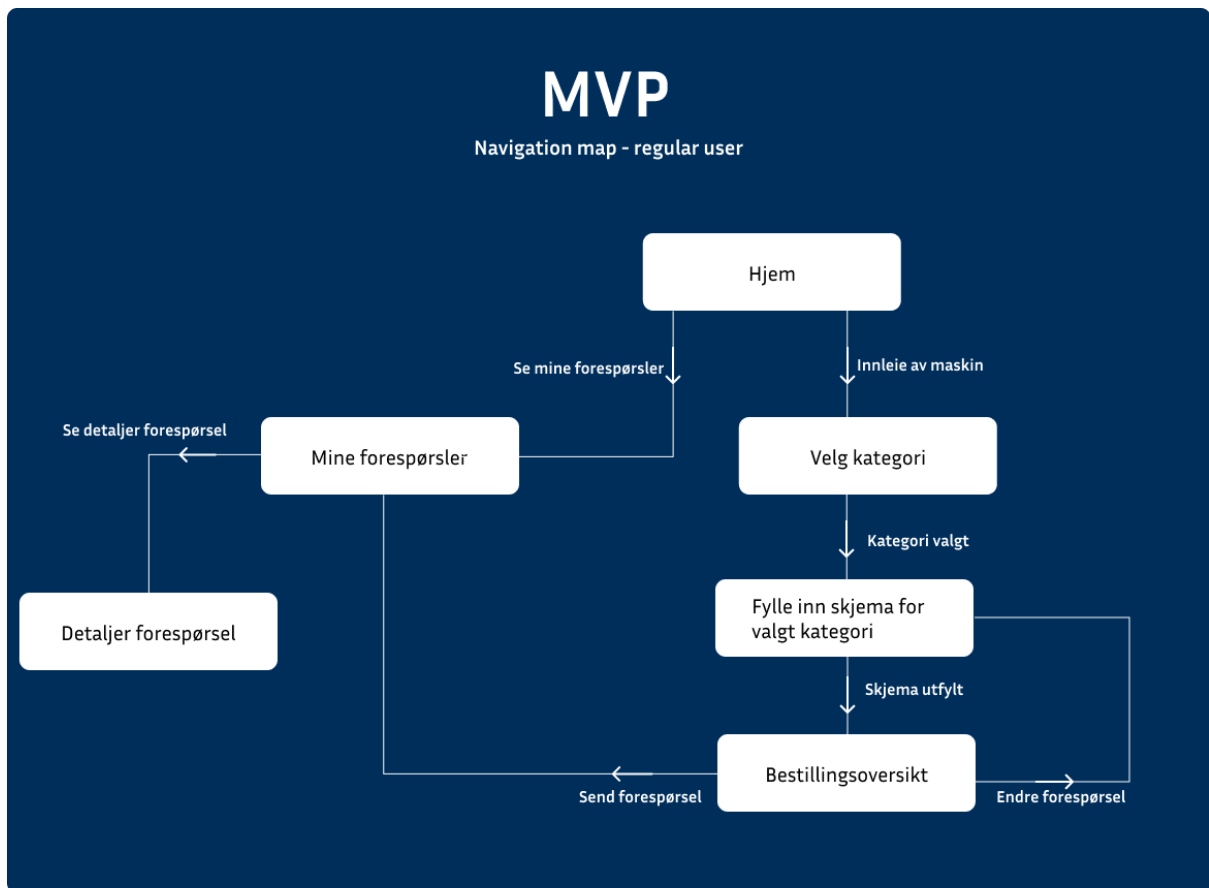 MVP
Navigation map - regular user
Hjem
Se mine forespørsler
Innleie av maskin
Se detaljer forespørsel
Mine forespørsler
Velg kategori
Kategori valgt
Detaljer forespørsel
Fylle inn skjema for
valgt kategori
Skjema utfylt
Bestillingsoversikt
Send forespørsel
Endre forespørsel